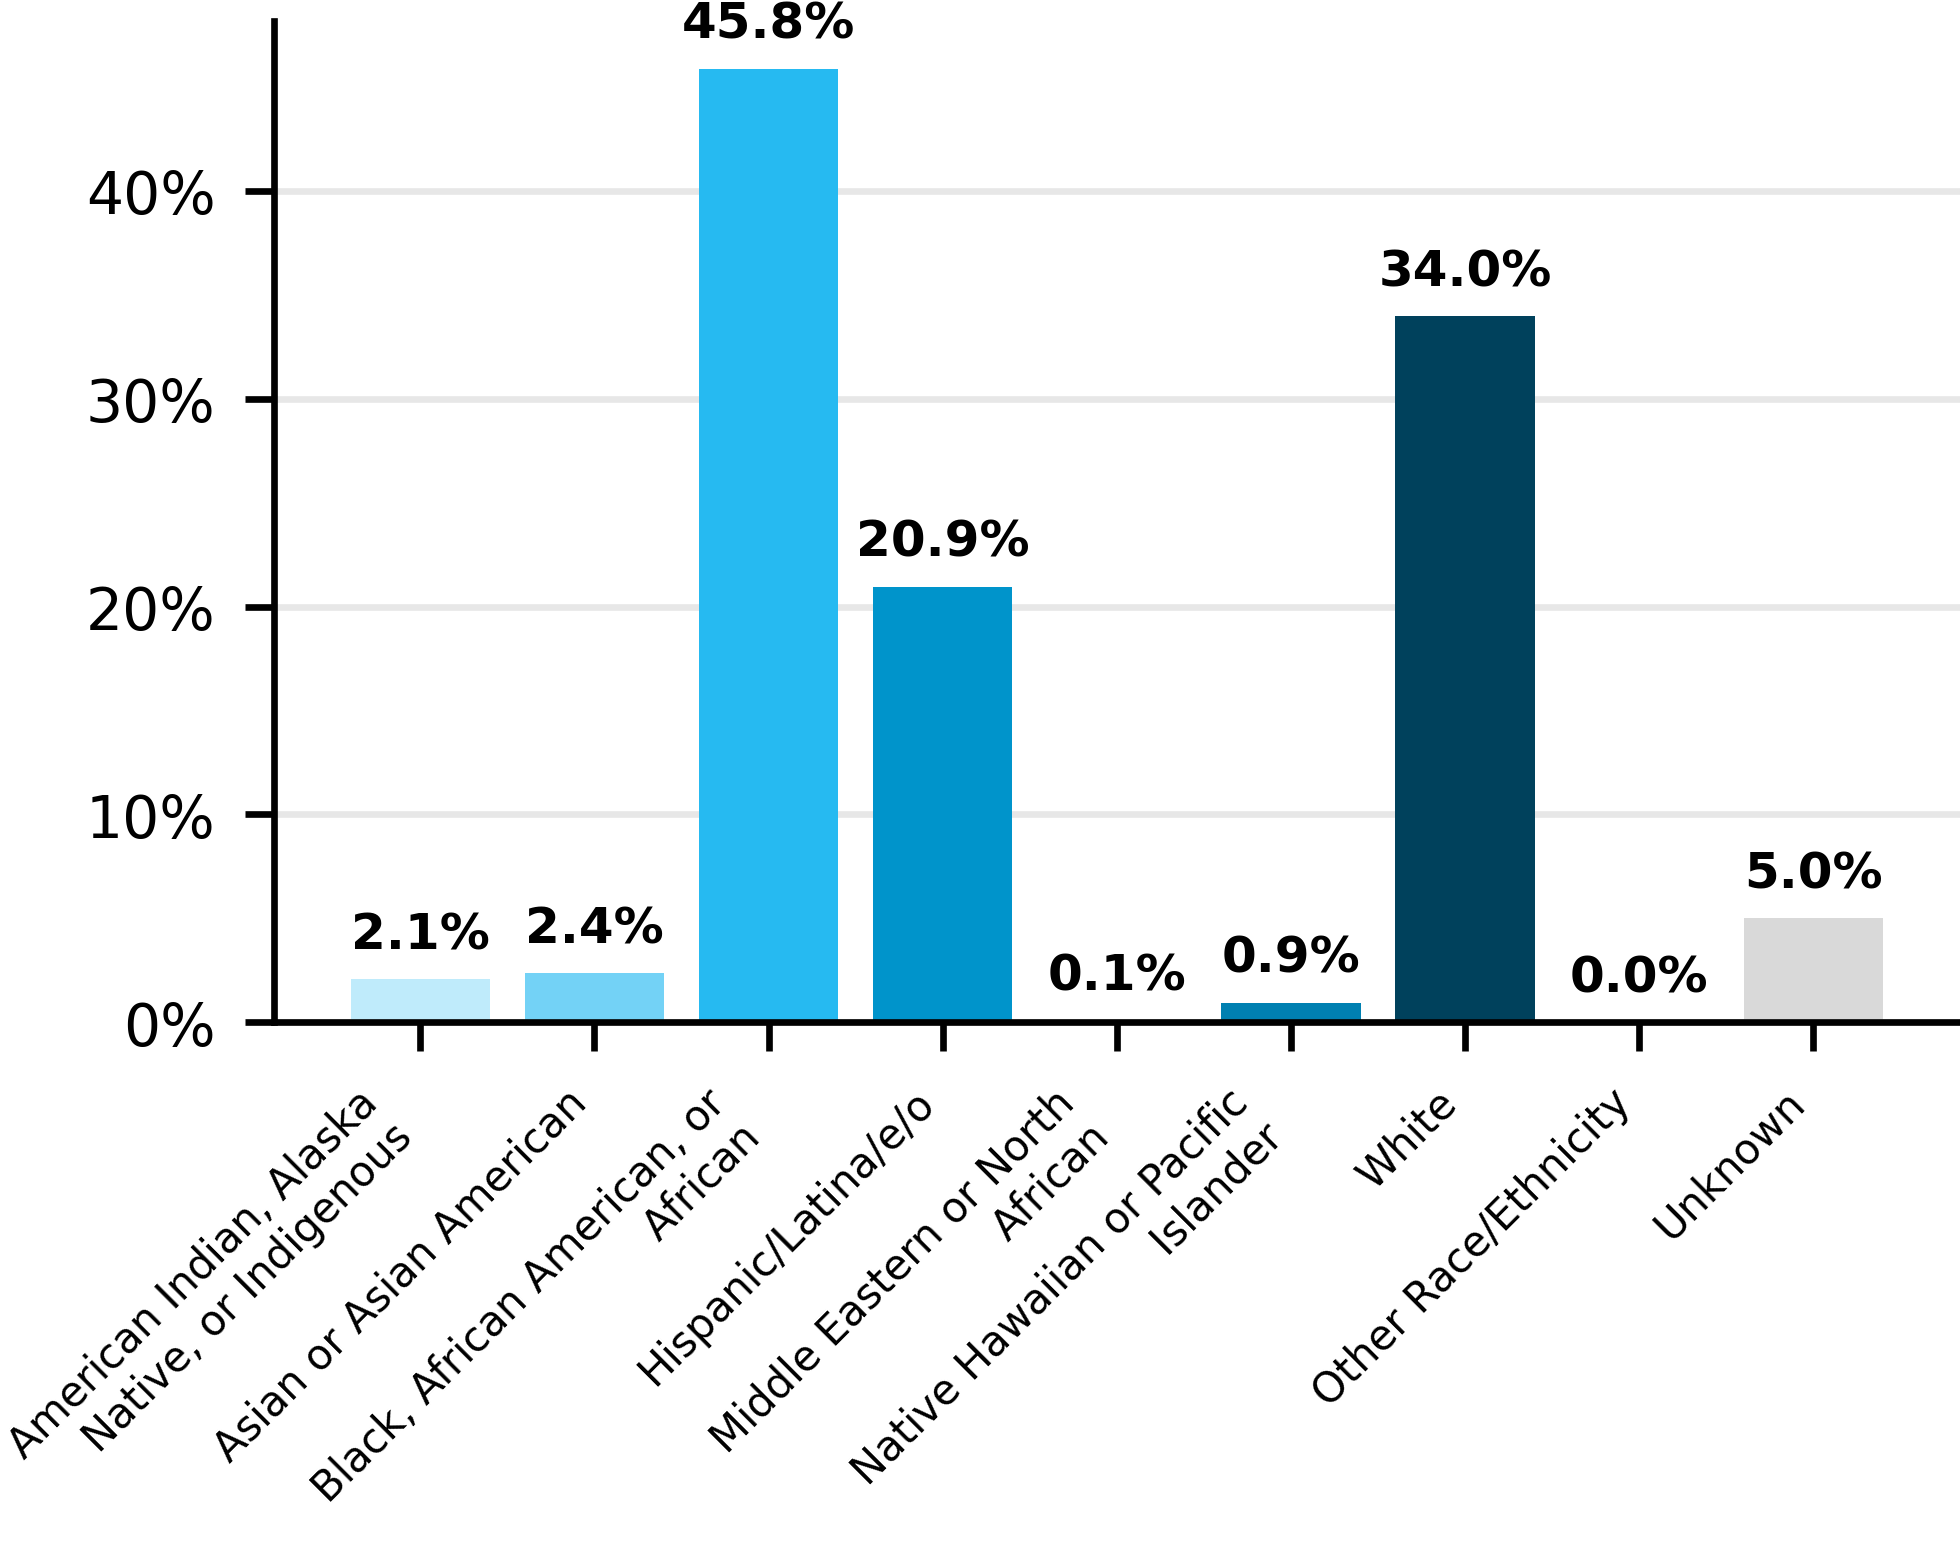 45.8%
40%
34.0%
30%
20.9%
20%
10%
5.0%
2.1%
2.4%
0.1%
0.9%
0.0%
0%
American Indian, Alaska
Native, or Indigenous
Asian or Asian American
Black, African American, or
African
Hispanic/Latina/e/o
Middle Eastern or North
African
Native Hawaiian or Pacific
Islander
White
Other Race/Ethnicity
Unknown